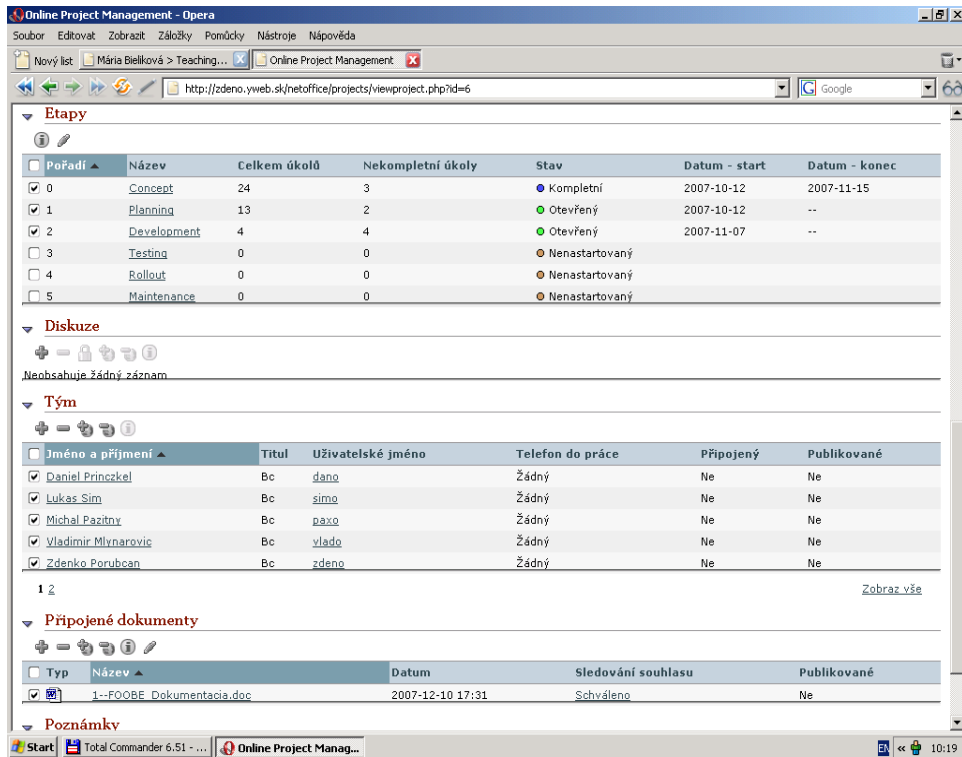 Online Project Management - Opera
Soubor Editovat Zobrazit Záložky Pomůcky Nástroje Nápověda
Nový list Mária Bieliková > Teaching... Online Project Management
http://zdeno.yweb.sk/netoffice/projects/viewproject.php?id=6 Google
Etapy
Pořadí Název Celkem úkolů Nekompletní úkoly Stav Datum - start Datum - konec
0 Concept 24 3 Kompletní 2007-10-12 2007-11-15
1 Planning 13 2 Otevřený 2007-10-12 --
2 Development 4 4 Otevřený 2007-11-07 --
3 Testing 0 0 Nenastartovaný
4 Rollout 0 0 Nenastartovaný
5 Maintenance 0 0 Nenastartovaný
Diskuze
Neobsahuje žádný záznam
Tým
Jméno a příjmení Titul Uživatelské jméno Telefon do práce Připojený Publikované
Daniel Princzkel Bc dano Žádný Ne Ne
Lukas Sim Bc simo Žádný Ne Ne
Michal Pazitny Bc paxo Žádný Ne Ne
Vladimir Mlynarovic Bc vlado Žádný Ne Ne
Zdenko Porubcan Bc zdeno Žádný Ne Ne
1 2 Zobraz vše
Připojené dokumenty
Typ Název Datum Sledování souhlasu Publikované
1--FOOBE_Dokumentacia.doc 2007-12-10 17:31 Schváleno Ne
Poznámky
Start Total Commander 6.51 - ... Online Project Manag... EN « 10:19